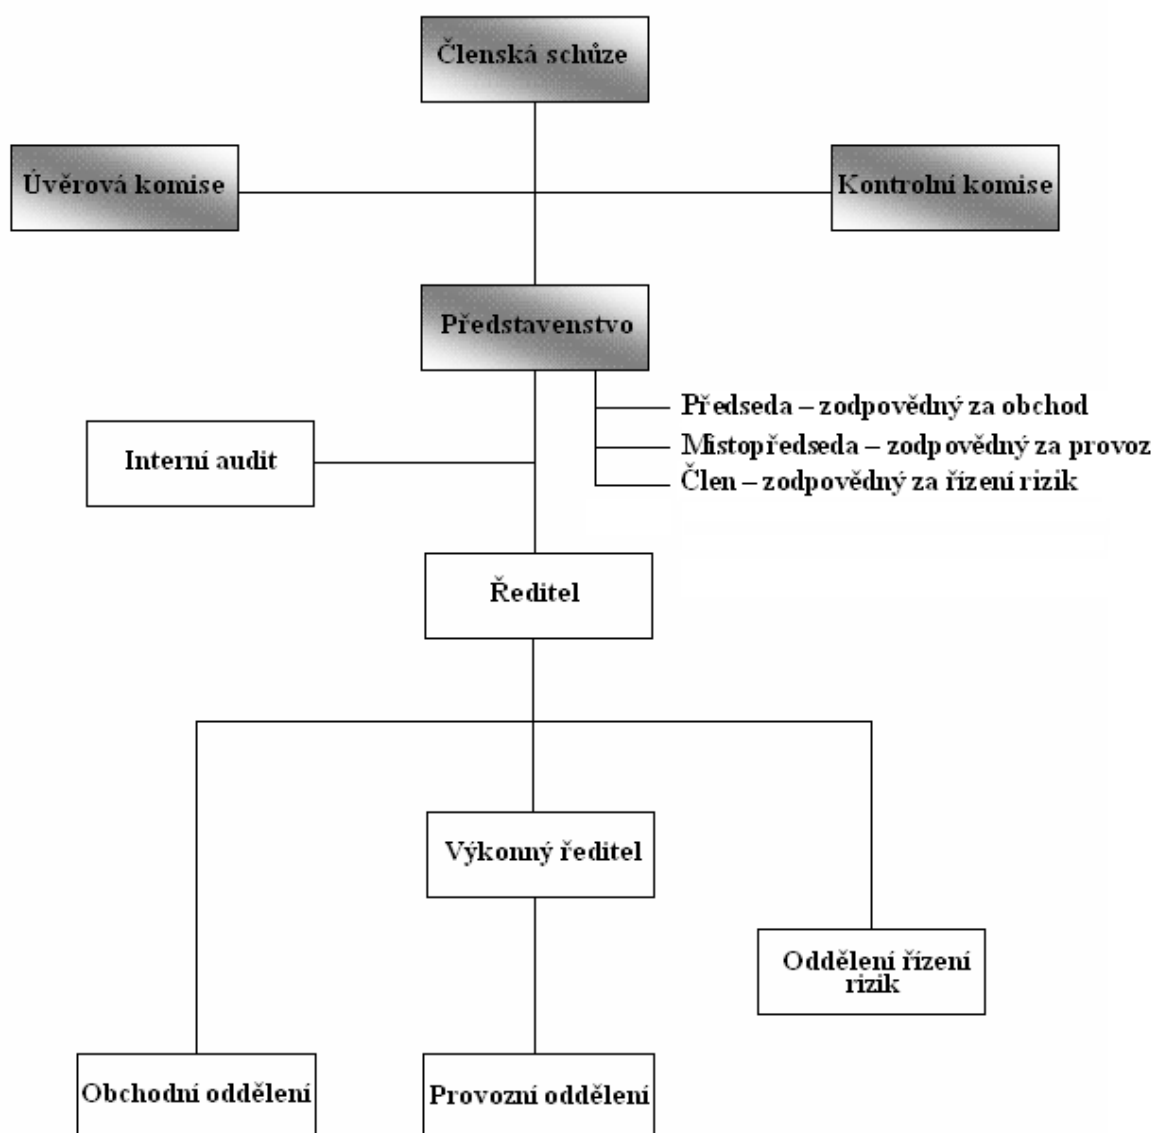 Členská schůze
Úvěrová komise
Kontrolní komise
Představenstvo
Předseda – zodpovědný za obchod
Místopředseda – zodpovědný za provoz
Člen – zodpovědný za řízení rizik
Interní audit
Ředitel
Výkonný ředitel
Oddělení řízení
rizik
Obchodní oddělení
Provozní oddělení